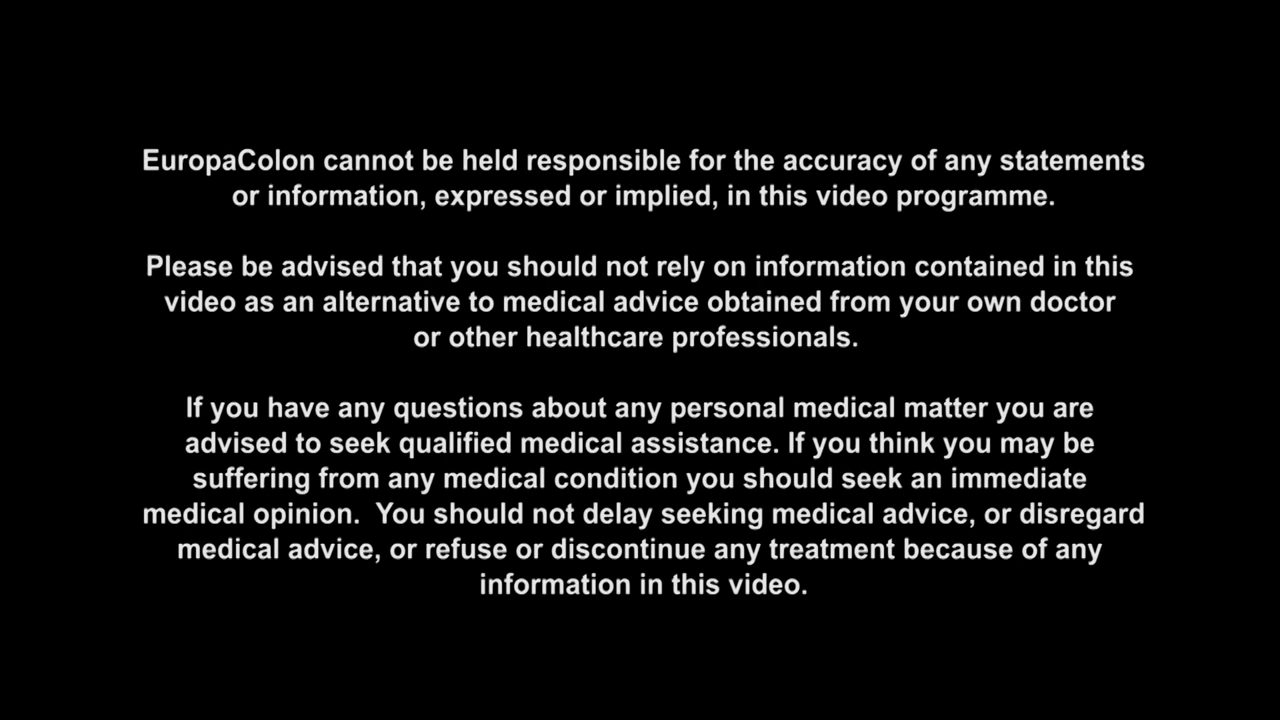 EuropaColon cannot be held responsible for the accuracy of any statements
or information, expressed or implied, in this video programme.
Please be advised that you should not rely on information contained in this
video as an alternative to medical advice obtained from your own doctor
or other healthcare professionals.
If you have any questions about any personal medical matter you are
advised to seek qualified medical assistance. If you think you may be
suffering from any medical condition you should seek an immediate
medical opinion.  You should not delay seeking medical advice, or disregard
medical advice, or refuse or discontinue any treatment because of any
information in this video.